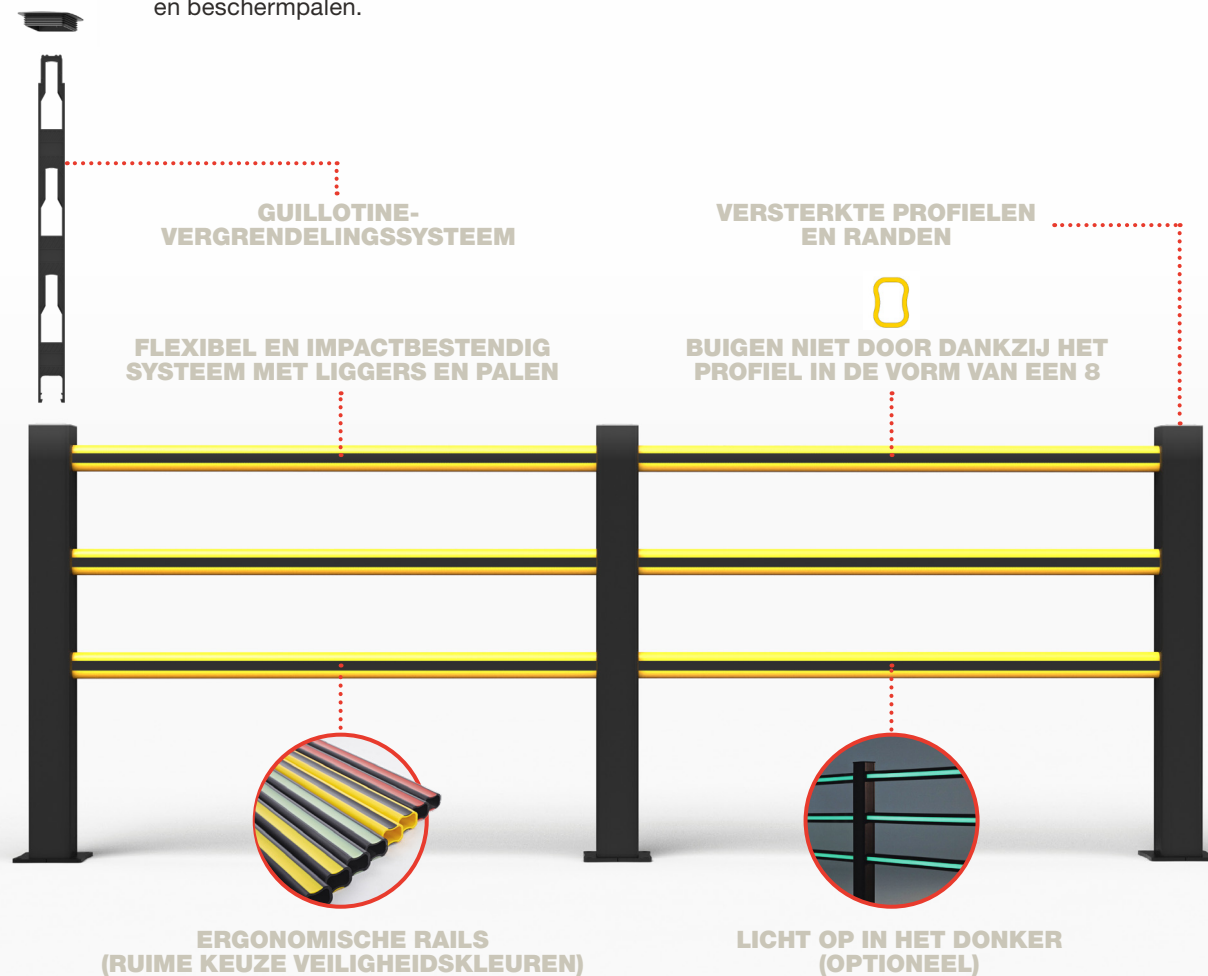 en beschermpalen.
GUILLOTINE-
VERGRENDELINGSSYSTEEM
VERSTERKTE PROFIELEN
EN RANDEN
FLEXIBEL EN IMPACTBESTENDIG
SYSTEEM MET LIGGERS EN PALEN
BUIGEN NIET DOOR DANKZIJ HET
PROFIEL IN DE VORM VAN EEN 8
ERGONOMISCHE RAILS
(RUIME KEUZE VEILIGHEIDSKLEUREN)
LICHT OP IN HET DONKER
(OPTIONEEL)